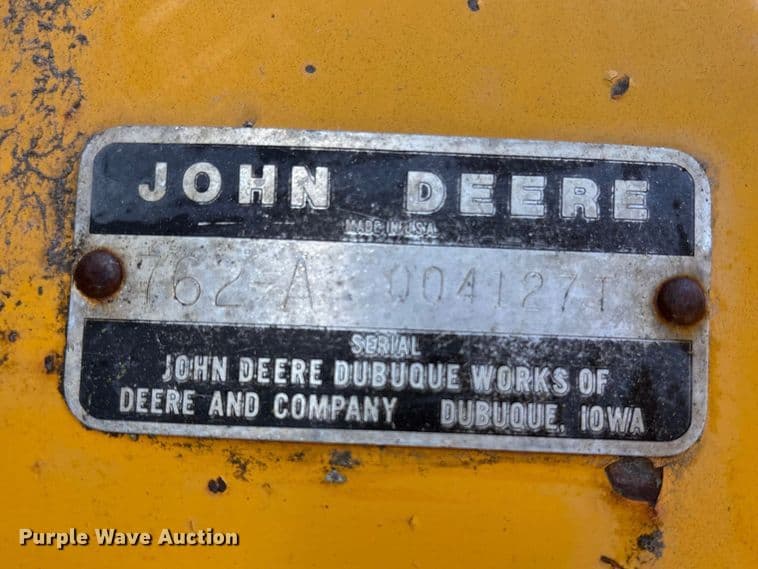 JOHN DEERE
MADE IN U.S.A.
762-A 004127T
SERIAL
JOHN DEERE DUBUQUE WORKS OF
DEERE AND COMPANY DUBUQUE, IOWA
Purple Wave Auction